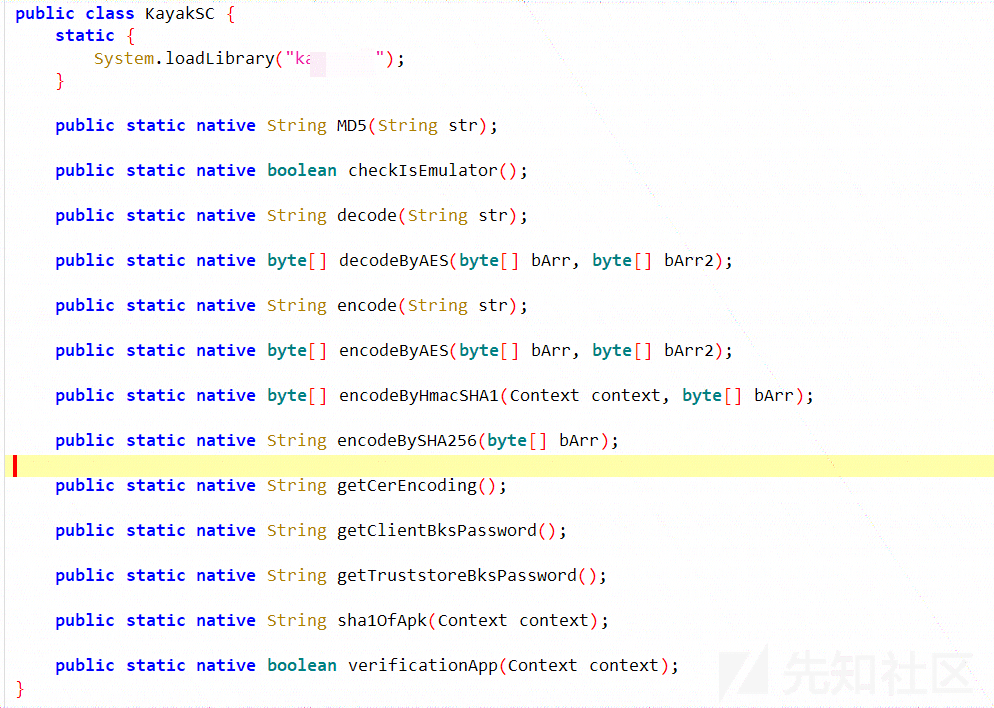 public class KayakSC {
static {
System.loadLibrary("ka");
}
public static native String MD5(String str);
public static native boolean checkIsEmulator();
public static native String decode(String str);
public static native byte[] decodeByAES(byte[] bArr, byte[] bArr2);
public static native String encode(String str);
public static native byte[] encodeByAES(byte[] bArr, byte[] bArr2);
public static native byte[] encodeByHmacSHA1(Context context, byte[] bArr);
public static native String encodeBySHA256(byte[] bArr);
public static native String getCerEncoding();
public static native String getClientBksPassword();
public static native String getTruststoreBksPassword();
public static native String sha1OfApk(Context context);
public static native boolean verificationApp(Context context);
}
先知社区